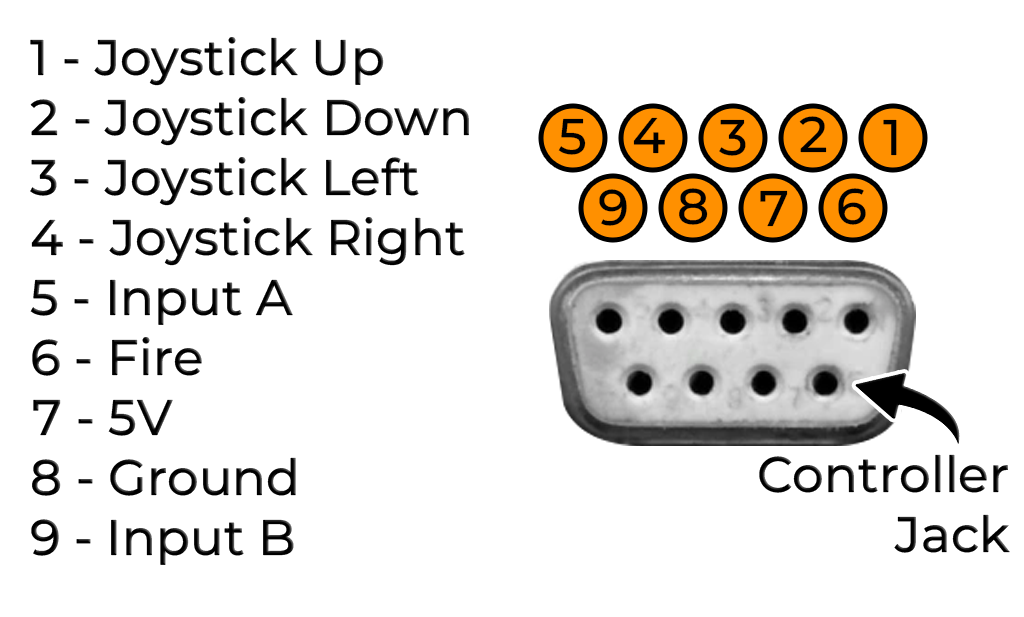 1 - Joystick Up
2 - Joystick Down
3 - Joystick Left
4 - Joystick Right
5 - Input A
6 - Fire
7 - 5V
8 - Ground
9 - Input B
5 4 3 2 1
9 8 7 6
Controller
Jack